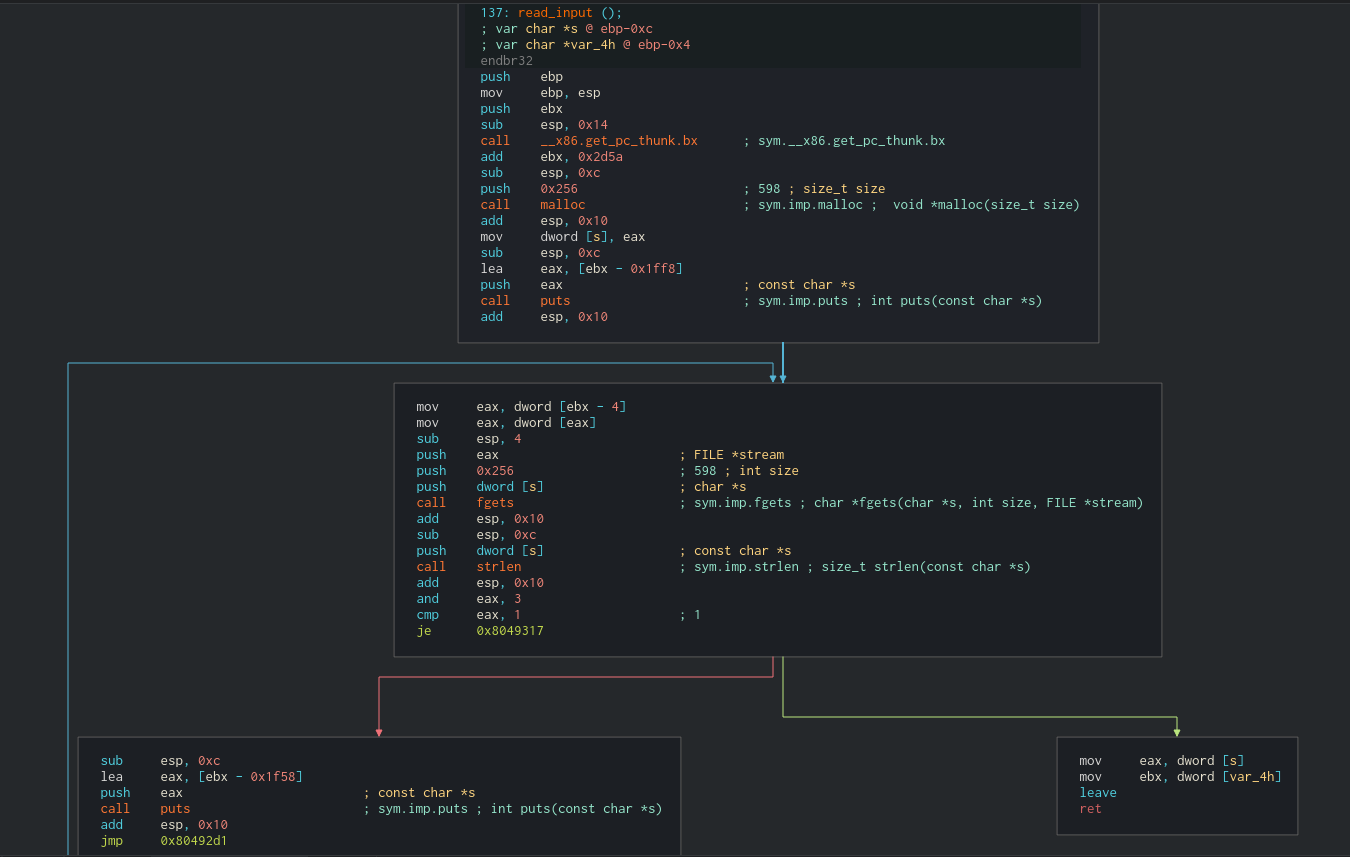 137: read_input ();
; var char *s @ ebp-0xc
; var char *var_4h @ ebp-0x4
endbr32
push ebp
mov ebp, esp
push ebx
sub esp, 0x14
call __x86.get_pc_thunk.bx ; sym.__x86.get_pc_thunk.bx
add ebx, 0x2d5a
sub esp, 0xc
push 0x256 ; 598 ; size_t size
call malloc ; sym.imp.malloc ;  void *malloc(size_t size)
add esp, 0x10
mov dword [s], eax
sub esp, 0xc
lea eax, [ebx - 0x1ff8]
push eax ; const char *s
call puts ; sym.imp.puts ; int puts(const char *s)
add esp, 0x10
mov eax, dword [ebx - 4]
mov eax, dword [eax]
sub esp, 4
push eax ; FILE *stream
push 0x256 ; 598 ; int size
push dword [s] ; char *s
call fgets ; sym.imp.fgets ; char *fgets(char *s, int size, FILE *stream)
add esp, 0x10
sub esp, 0xc
push dword [s] ; const char *s
call strlen ; sym.imp.strlen ; size_t strlen(const char *s)
add esp, 0x10
and eax, 3
cmp eax, 1 ; 1
je 0x8049317
sub esp, 0xc
lea eax, [ebx - 0x1f58]
push eax ; const char *s
call puts ; sym.imp.puts ; int puts(const char *s)
add esp, 0x10
jmp 0x80492d1
mov eax, dword [s]
mov ebx, dword [var_4h]
leave
ret